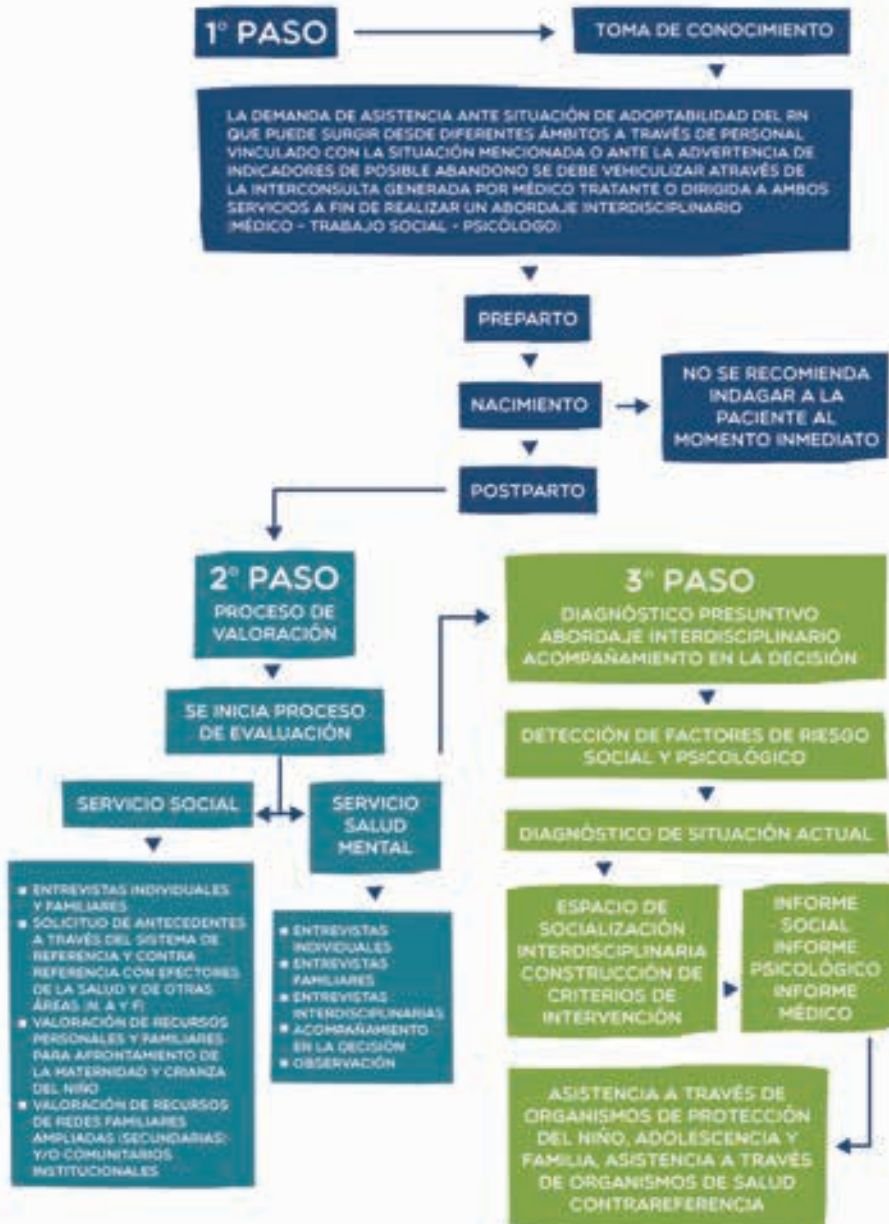 1° PASO
TOMA DE CONOCIMIENTO
LA DEMANDA DE ASISTENCIA ANTE SITUACIÓN DE ADOPTABILIDAD DEL RN
QUE PUEDE SURGIR DESDE DIFERENTES ÁMBITOS A TRAVÉS DE PERSONAL
VINCULADO CON LA SITUACIÓN MENCIONADA O ANTE LA ADVERTENCIA DE
INDICADORES DE POSIBLE ABANDONO SE DEBE VEHICULIZAR ATRAVÉS DE
LA INTERCONSULTA GENERADA POR MÉDICO TRATANTE O DIRIGIDA A AMBOS
SERVICIOS A FIN DE REALIZAR UN ABORDAJE INTERDISCIPLINARIO
(MÉDICO - TRABAJO SOCIAL - PSICÓLOGO)
PREPARTO
NACIMIENTO
NO SE RECOMIENDA
INDAGAR A LA
PACIENTE AL
MOMENTO INMEDIATO
POSTPARTO
2° PASO
PROCESO DE
VALORACIÓN
SE INICIA PROCESO
DE EVALUACIÓN
SERVICIO SOCIAL
SERVICIO
SALUD
MENTAL
■ ENTREVISTAS INDIVIDUALES
Y FAMILIARES
■ SOLICITUD DE ANTECEDENTES
A TRAVÉS DEL SISTEMA DE
REFERENCIA Y CONTRA
REFERENCIA CON EFECTORES
DE LA SALUD Y DE OTRAS
ÁREAS (N. A Y F)
■ VALORACIÓN DE RECURSOS
PERSONALES Y FAMILIARES
PARA AFRONTAMIENTO DE
LA MATERNIDAD Y CRIANZA
DEL NIÑO
■ VALORACIÓN DE RECURSOS
DE REDES FAMILIARES
AMPLIADAS (SECUNDARIAS)
Y/O COMUNITARIOS
INSTITUCIONALES
■ ENTREVISTAS
INDIVIDUALES
■ ENTREVISTAS
FAMILIARES
■ ENTREVISTAS
INTERDISCIPLINARIAS
■ ACOMPAÑAMIENTO
EN LA DECISIÓN
■ OBSERVACIÓN
3° PASO
DIAGNÓSTICO PRESUNTIVO
ABORDAJE INTERDISCIPLINARIO
ACOMPAÑAMIENTO EN LA DECISIÓN
DETECCIÓN DE FACTORES DE RIESGO
SOCIAL Y PSICOLÓGICO
DIAGNÓSTICO DE SITUACIÓN ACTUAL
ESPACIO DE
SOCIALIZACIÓN
INTERDISCIPLINARIA
CONSTRUCCIÓN DE
CRITERIOS DE
INTERVENCIÓN
INFORME
SOCIAL
INFORME
PSICOLÓGICO
INFORME
MÉDICO
ASISTENCIA A TRAVÉS DE
ORGANISMOS DE PROTECCIÓN
DEL NIÑO, ADOLESCENCIA Y
FAMILIA, ASISTENCIA A TRAVÉS
DE ORGANISMOS DE SALUD
CONTRAREFERENCIA